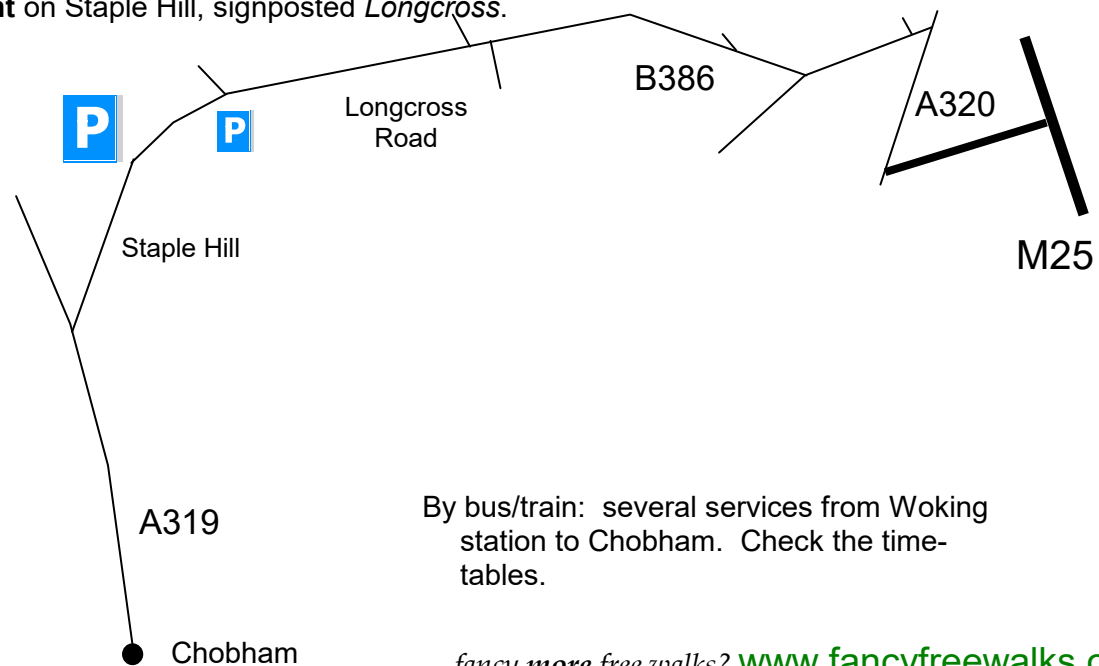 nt on Staple Hill, signposted Longcross.
B386
A320
P
P
Longcross
Road
Staple Hill
M25
A319
By bus/train: several services from Woking
station to Chobham. Check the time-
tables.
Chobham
fancy more free walks? www.fancyfreewalks.o